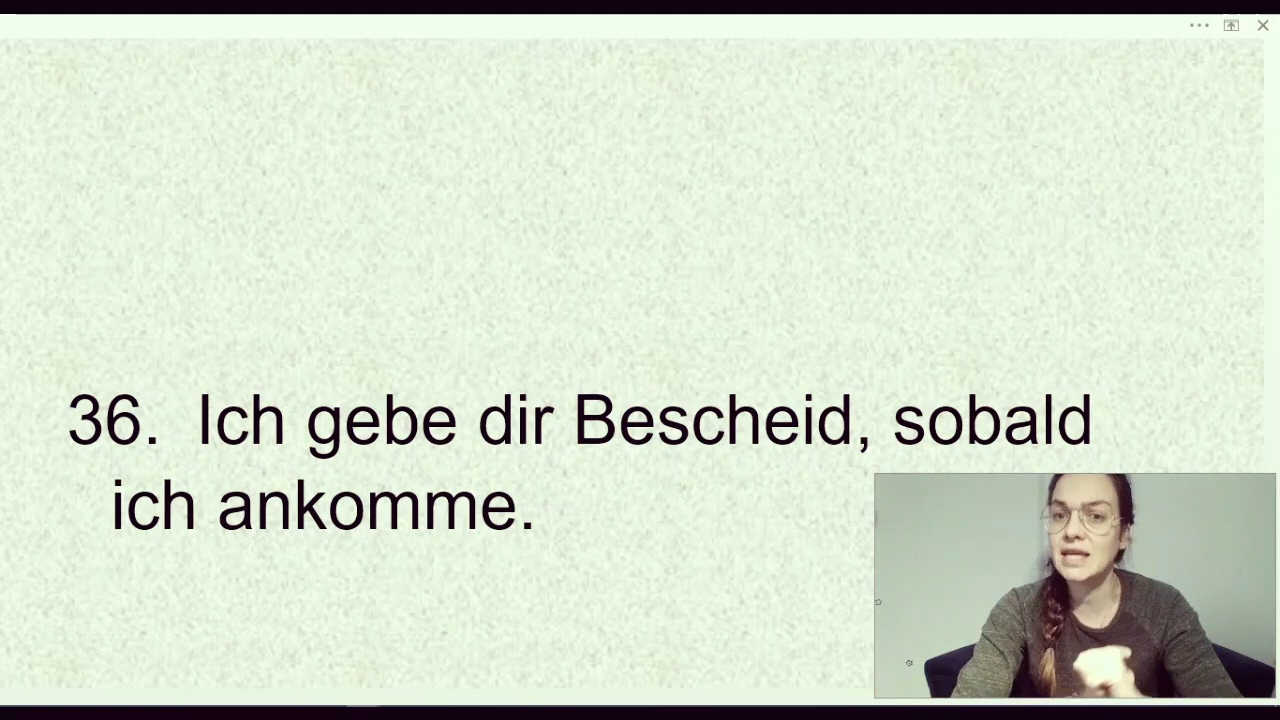 36. Ich gebe dir Bescheid, sobald
ich ankomme.